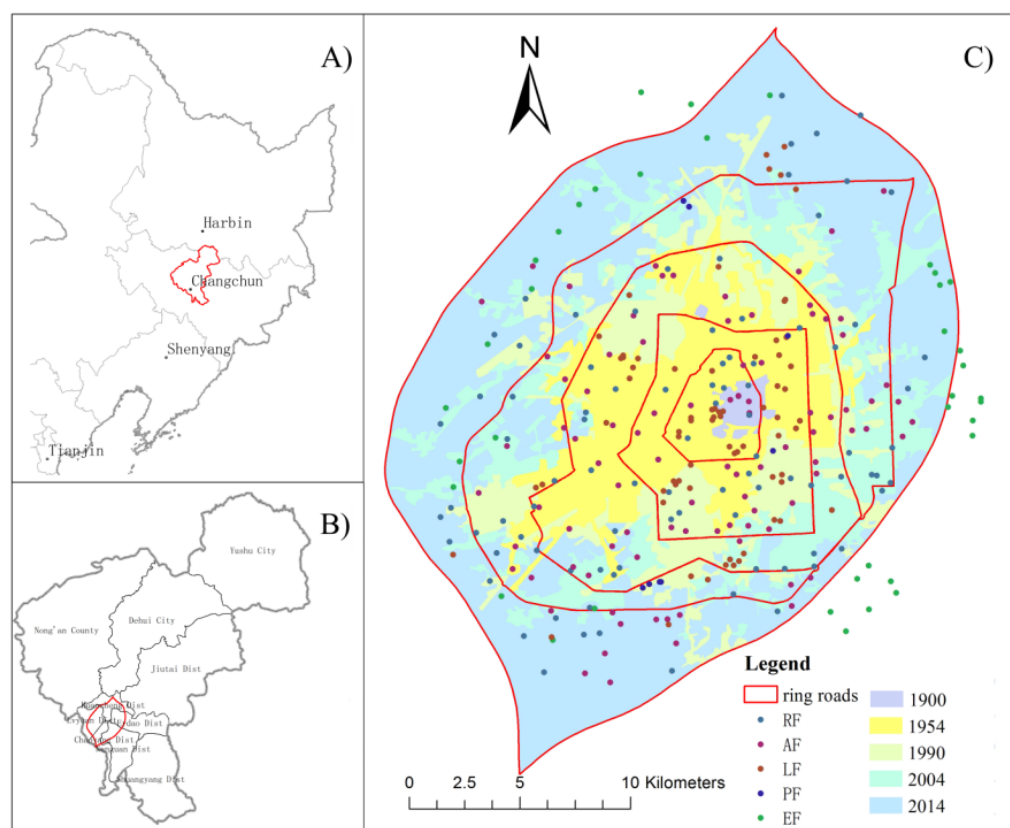 A)
Harbin
Changchun
Shenyang
Tianjin
B)
Yushu City
Nong'an County
Dehui City
Jiutai Dist
Shuangyang Dist
N
C)
Legend
ring roads
RF
AF
LF
PF
EF
1900
1954
1990
2004
2014
0 2.5 5 10 Kilometers